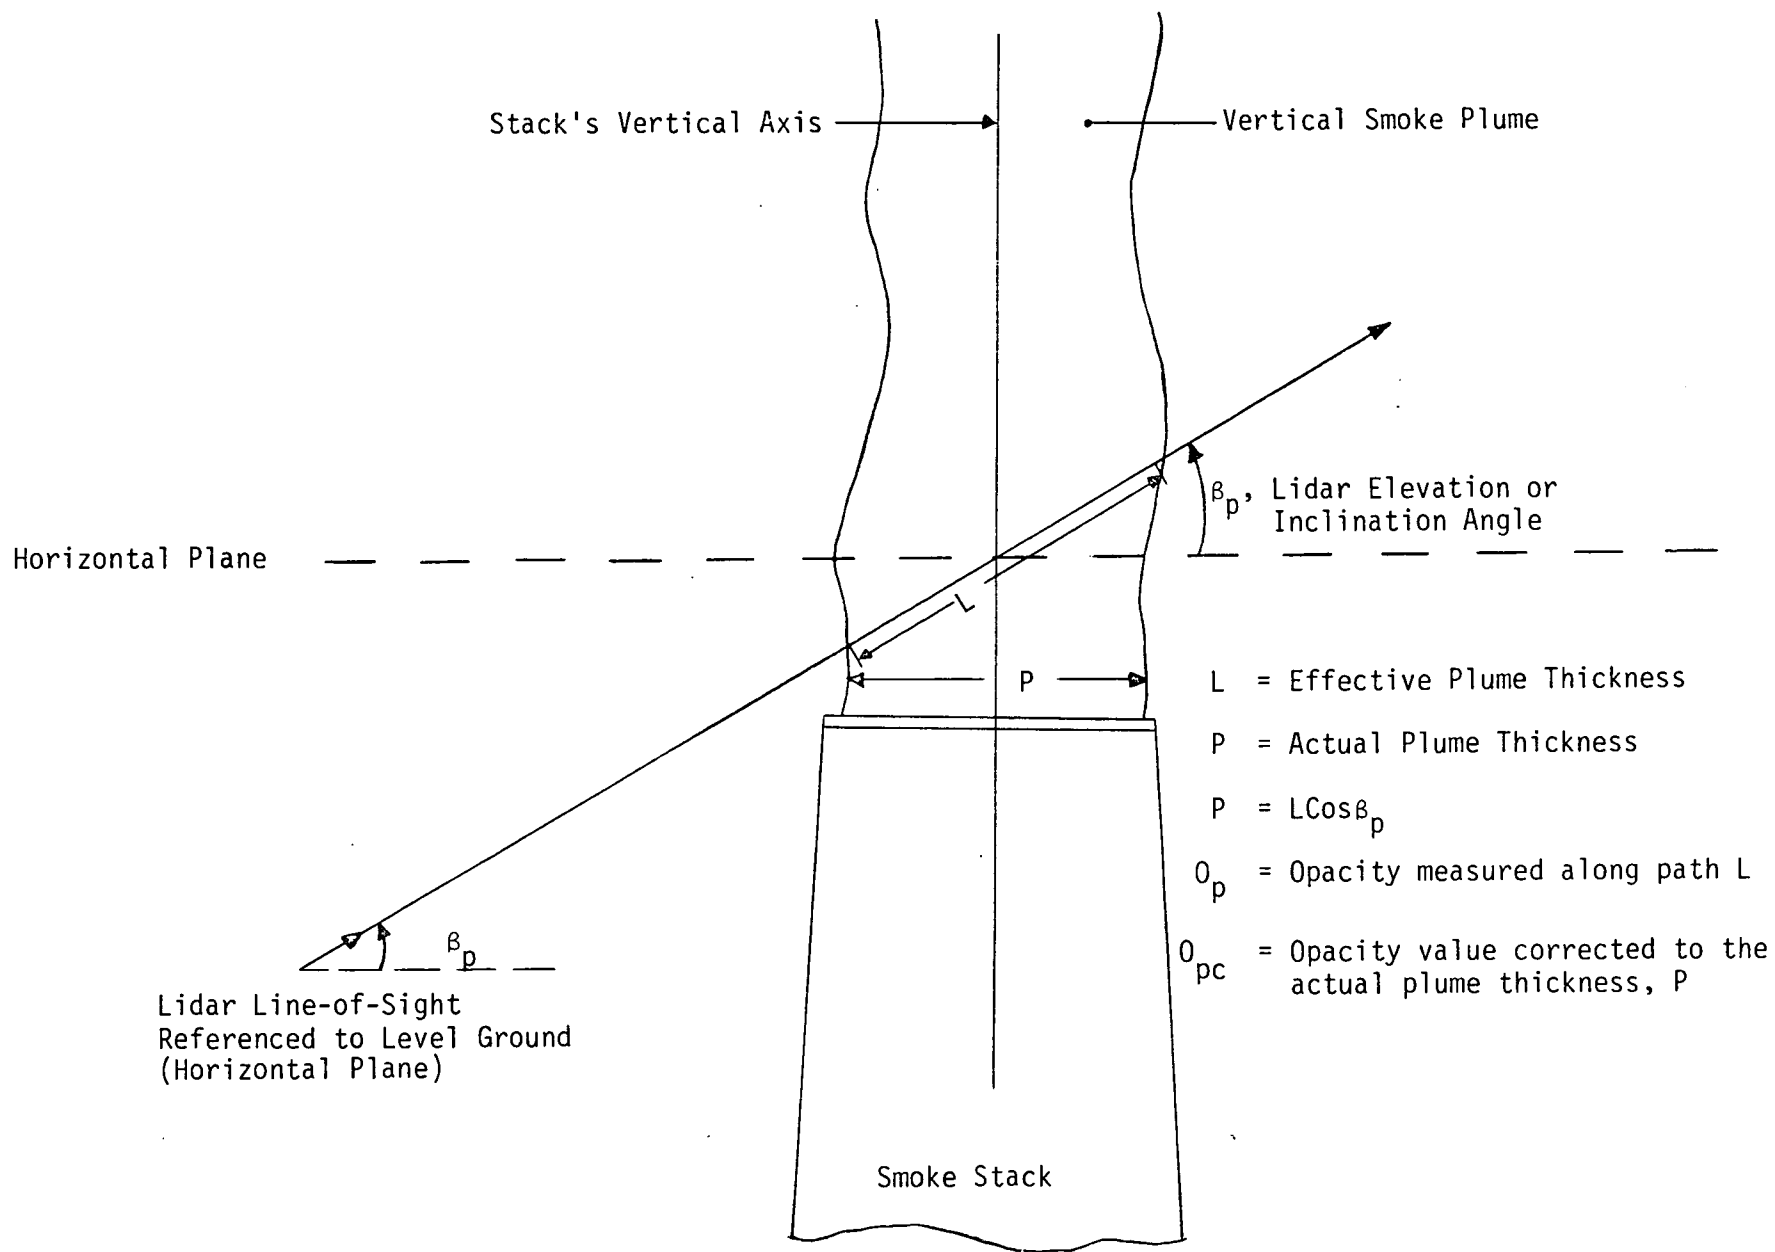 Stack's Vertical Axis
Vertical Smoke Plume
βp, Lidar Elevation or
Inclination Angle
Horizontal Plane
L
P
L = Effective Plume Thickness
P = Actual Plume Thickness
P = LCosβp
Op = Opacity measured along path L
Opc = Opacity value corrected to the
actual plume thickness, P
βp
Lidar Line-of-Sight
Referenced to Level Ground
(Horizontal Plane)
Smoke Stack